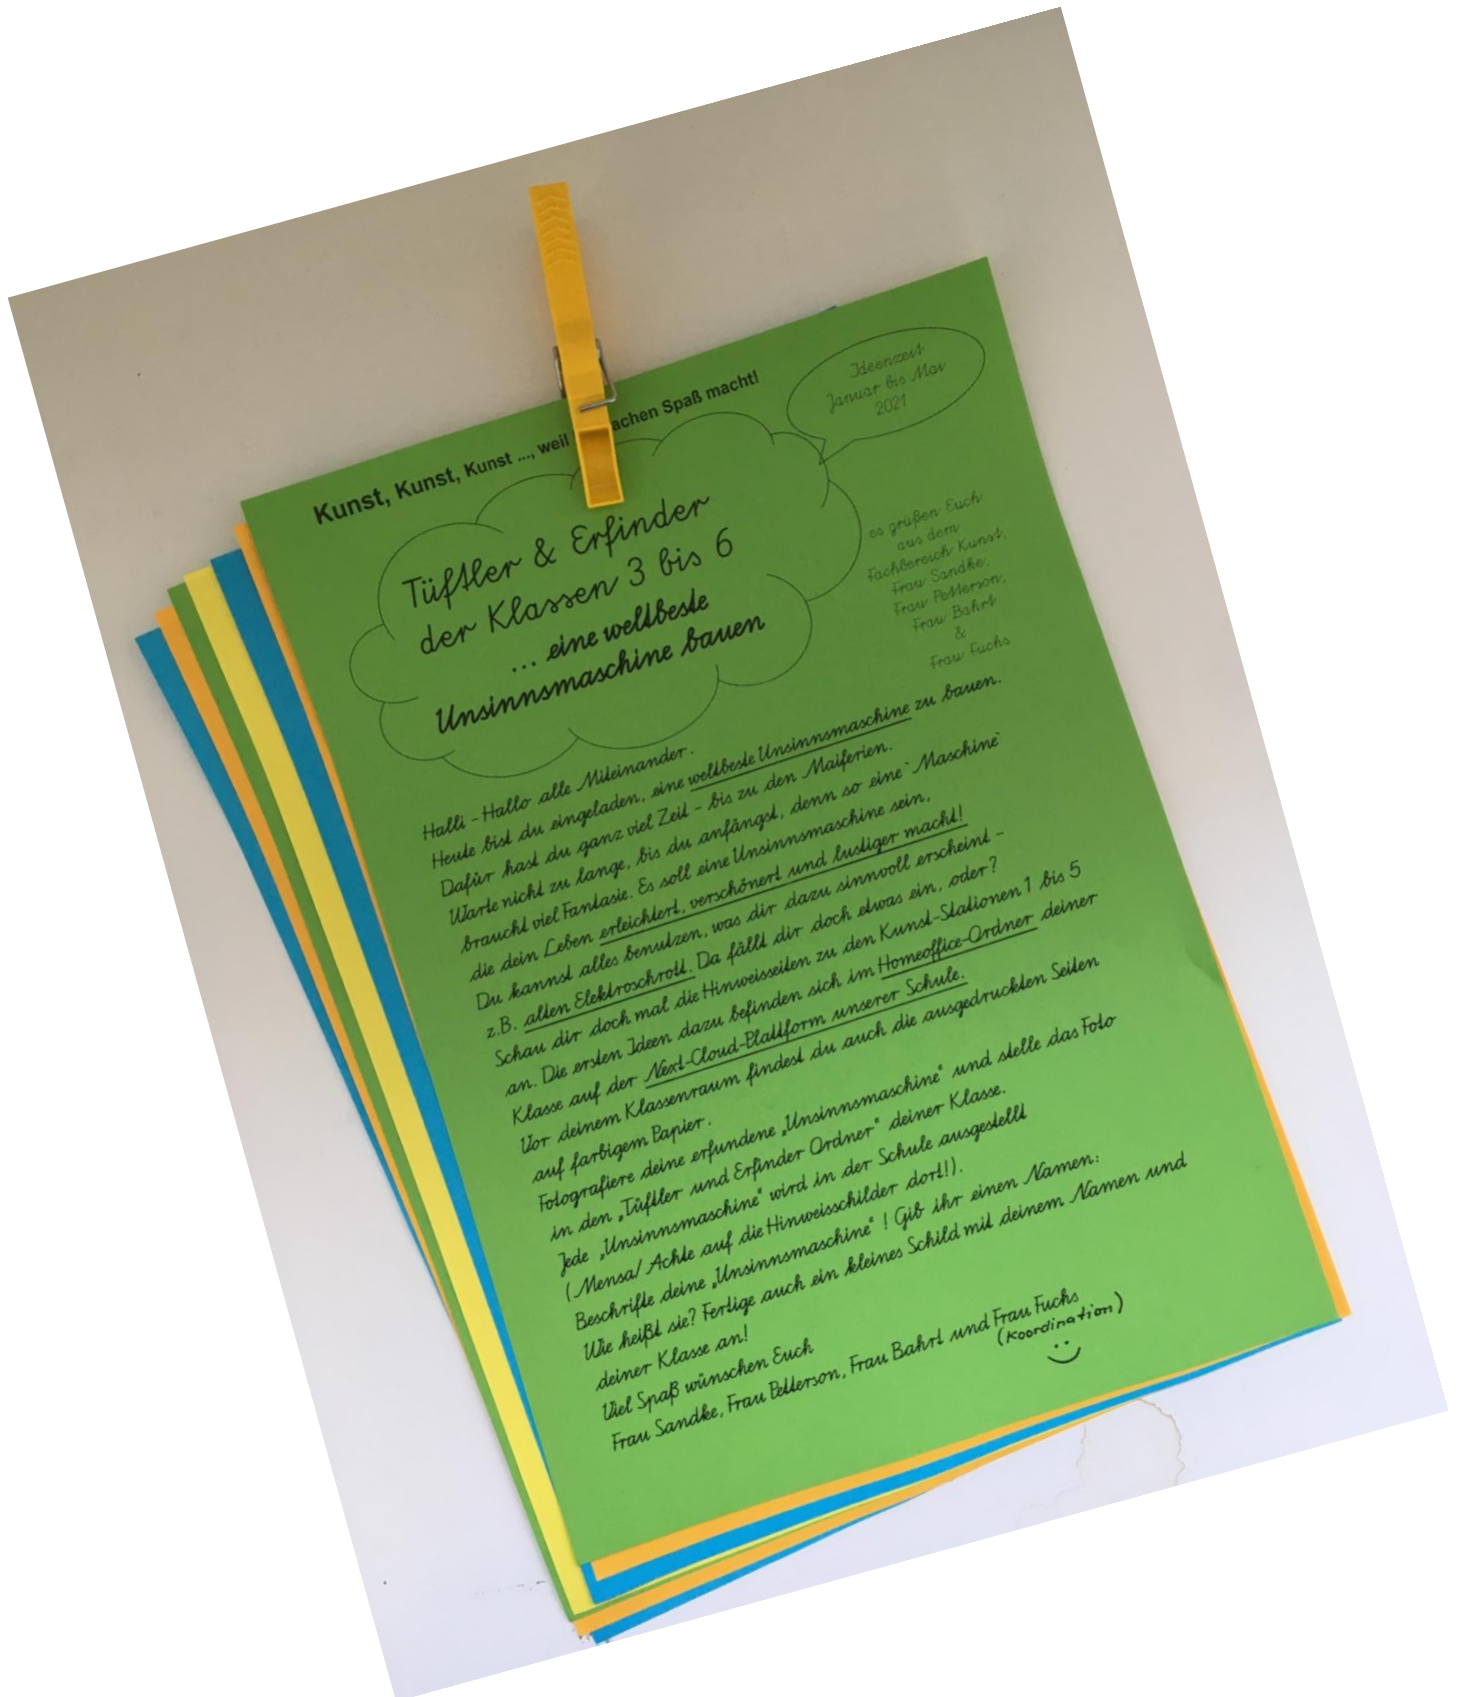 Kunst, Kunst, Kunst ..., weil achen Spaß macht!
Ideenzeit
Januar bis Mai
2021
Tüftler & Erfinder
der Klassen 3 bis 6
... eine weltbeste
Unsinnsmaschine bauen
es grüßen Euch
aus dem
Fachbereich Kunst,
Frau Sandke,
Frau Petterson,
Frau Bahrt
&
Frau Fuchs
Halli - Hallo alle Miteinander.
Heute bist du eingeladen, eine weltbeste Unsinnsmaschine zu bauen.
Dafür hast du ganz viel Zeit - bis zu den Maiferien.
Warte nicht zu lange, bis du anfängst, denn so eine ` Maschine`
braucht viel Fantasie. Es soll eine Unsinnsmaschine sein,
die dein Leben erleichtert, verschönert und lustiger macht!
Du kannst alles benutzen, was dir dazu sinnvoll erscheint -
z.B. alten Elektroschrott. Da fällt dir doch etwas ein, oder?
Schau dir doch mal die Hinweisseiten zu den Kunst-Stationen 1 bis 5
an. Die ersten Ideen dazu befinden sich im Homeoffice-Ordner deiner
Klasse auf der Next-Cloud-Plattform unserer Schule.
Vor deinem Klassenraum findest du auch die ausgedruckten Seiten
auf farbigem Papier.
Fotografiere deine erfundene „Unsinnsmaschine“ und stelle das Foto
in den „Tüftler und Erfinder Ordner“ deiner Klasse.
Jede „Unsinnsmaschine“ wird in der Schule ausgestellt
(Mensa/ Achte auf die Hinweisschilder dort!).
Beschrifte deine „Unsinnsmaschine“ ! Gib ihr einen Namen:
Wie heißt sie? Fertige auch ein kleines Schild mit deinem Namen und
deiner Klasse an!
Viel Spaß wünschen Euch
Frau Sandke, Frau Petterson, Frau Bahrt und Frau Fuchs
(Koordination)